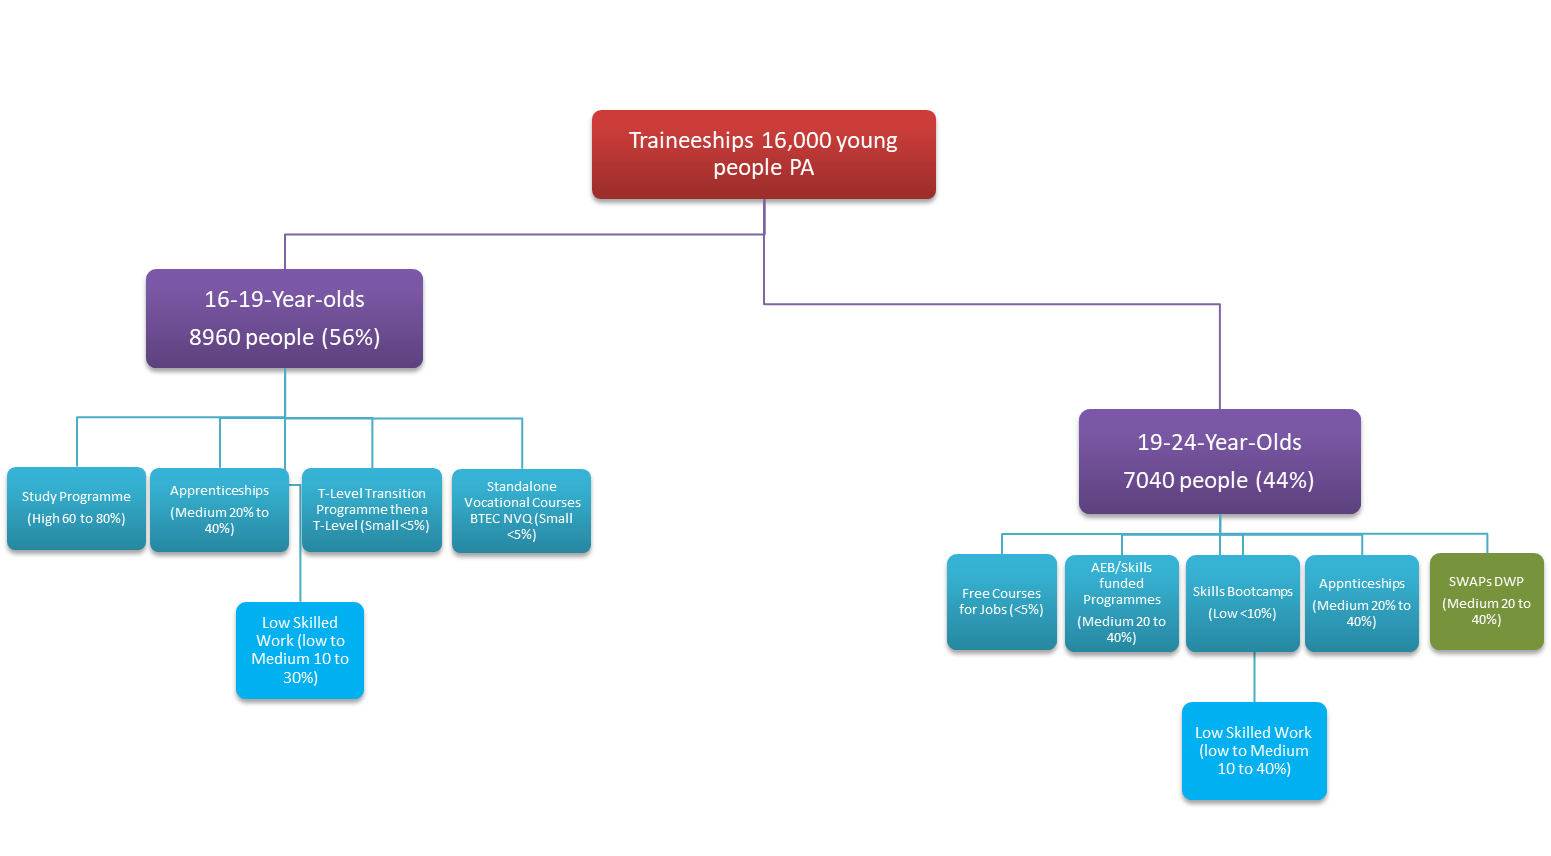 Traineeships 16,000 young
people PA
16-19-Year-olds
8960 people (56%)
19-24-Year-Olds
7040 people (44%)
Study Programme
(High 60 to 80%)
Apprenticeships
(Medium 20% to
40%)
T-Level Transition
Programme then a
T-Level (Small <5%)
Standalone
Vocational Courses
BTEC NVQ (Small
<5%)
Low Skilled
Work (low to
Medium 10 to
30%)
Free Courses
for Jobs (<5%)
AEB/Skills
funded
Programmes
(Medium 20 to
40%)
Skills Bootcamps
(Low <10%)
Appnticeships
(Medium 20% to
40%)
SWAPs DWP
(Medium 20 to
40%)
Low Skilled Work
(low to Medium
10 to 40%)